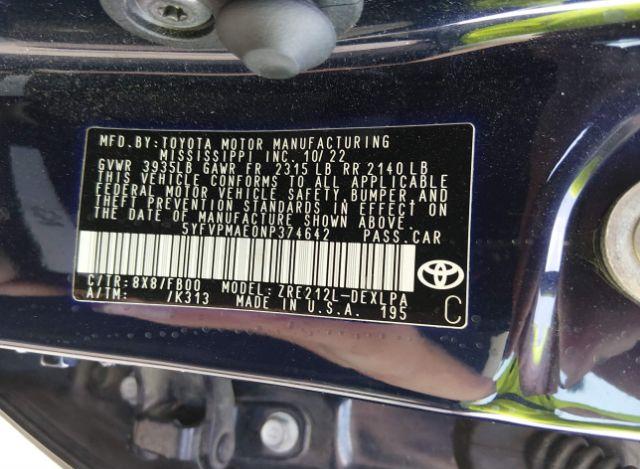 MFD.BY:TOYOTA MOTOR MANUFACTURING
MISSISSIPPI INC. 10/22
GVWR 3935LB GAWR FR 2315 LB RR 2140 LB
THIS VEHICLE CONFORMS TO ALL APPLICABLE
FEDERAL MOTOR VEHICLE SAFETY, BUMPER, AND
THEFT PREVENTION STANDARDS IN EFFECT ON
THE DATE OF MANUFACTURE SHOWN ABOVE.
5YFVPMAE0NP374642 PASS.CAR
C/TR:8X8/FB00 MODEL:ZRE212L-DEXLPA
A/TM: /K313 MADE IN U.S.A. 195
TOYOTA
C